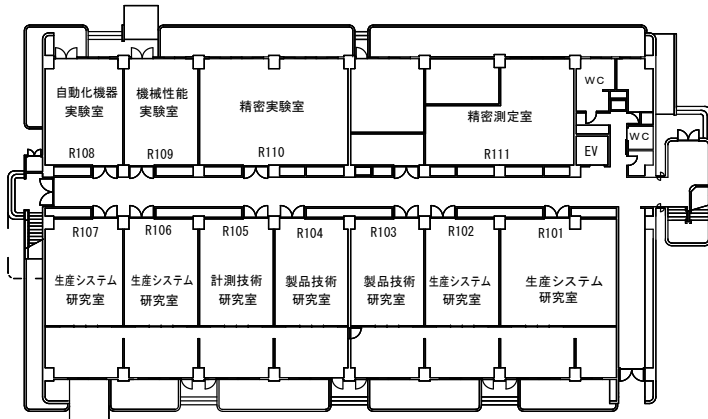 自動化機器
実験室
R108
機械性能
実験室
R109
精密実験室
R110
精密測定室
R111
WC
EV
WC
R107
生産システム
研究室
R106
生産システム
研究室
R105
計測技術
研究室
R104
製品技術
研究室
R103
製品技術
研究室
R102
生産システム
研究室
R101
生産システム
研究室